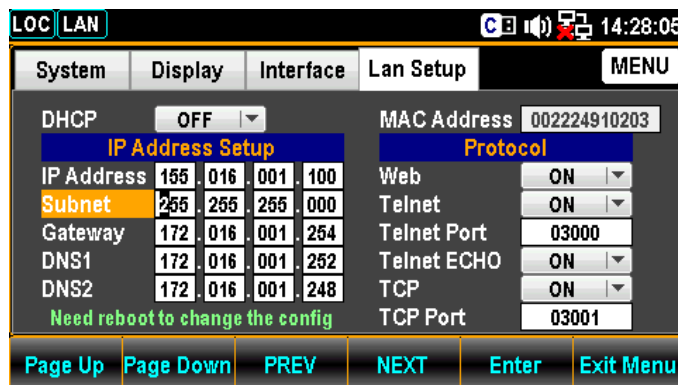 LOC LAN C 14:28:05
System Display Interface Lan Setup MENU
DHCP OFF MAC Address 002224910203
IP Address Setup Protocol
IP Address 155 . 016 . 001 . 100 Web ON
Subnet 255 . 255 . 255 . 000 Telnet ON
Gateway 172 . 016 . 001 . 254 Telnet Port 03000
DNS1 172 . 016 . 001 . 252 Telnet ECHO ON
DNS2 172 . 016 . 001 . 248 TCP ON
Need reboot to change the config TCP Port 03001
Page Up Page Down PREV NEXT Enter Exit Menu